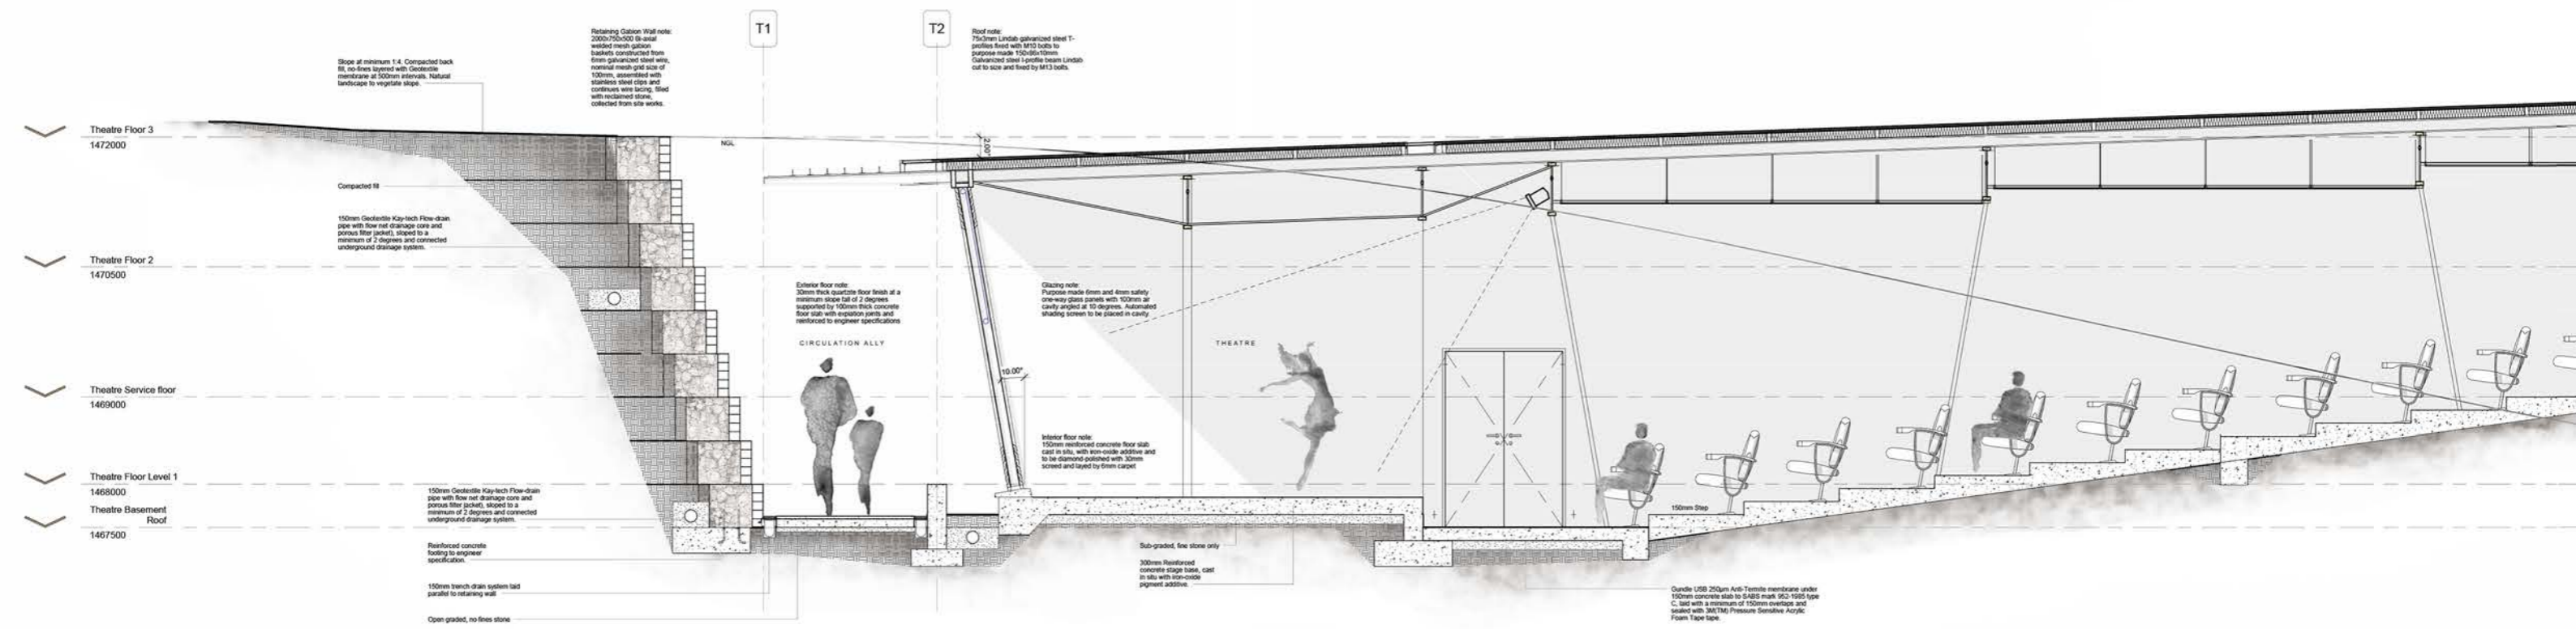 T1
T2
Retaining Gabion Wall note:
2000x750x500 Bi-axial
welded mesh gabion
baskets constructed from
6mm galvanized steel wire,
nominal mesh grid size of
100mm, assembled with
stainless steel clips and
continues wire lacing, filled
with reclaimed stone,
collected from site works.
Roof note:
75x3mm Lindab galvanized steel T-
profiles fixed with M10 bolts to
purpose made 150x90x10mm
Galvanized steel I-profile beam Lindab
cut to size and fixed by M13 bolts.
Slope at minimum 1:4. Compacted back
fill, no-fines layered with Geotextile
membrane at 500mm intervals. Natural
landscape to vegetate slope.
Theatre Floor 3
1472000
NGL
2.00°
Compacted fill
150mm Geotextile Kay-tech Flow-drain
pipe with flow net drainage core and
porous filter jacket), sloped to a
minimum of 2 degrees and connected
underground drainage system.
Theatre Floor 2
1470500
Exterior floor note:
30mm thick quartzite floor finish at a
minimum slope fall of 2 degrees
supported by 100mm thick concrete
floor slab with expiation joints and
reinforced to engineer specifications
Glazing note:
Purpose made 6mm and 4mm safety
one-way glass panels with 100mm air
cavity angled at 10 degrees. Automated
shading screen to be placed in cavity.
CIRCULATION ALLY
THEATRE
10.00°
Theatre Service floor
1469000
Interior floor note:
150mm reinforced concrete floor slab
cast in situ, with iron-oxide additive and
to be diamond-polished with 30mm
screed and layed by 6mm carpet
Theatre Floor Level 1
1468000
Theatre Basement
Roof
1467500
150mm Geotextile Kay-tech Flow-drain
pipe with flow net drainage core and
porous filter jacket), sloped to a
minimum of 2 degrees and connected
underground drainage system.
150mm Step
Reinforced concrete
footing to engineer
specification.
Sub-graded, fine stone only
300mm Reinforced
concrete stage base, cast
in situ with iron-oxide
pigment additive.
150mm trench drain system laid
parallel to retaining wall
Open graded, no fines stone
Gundle USB 250µm Anti-Termite membrane under
150mm concrete slab to SABS mark 952-1985 type
C, laid with a minimum of 150mm overlaps and
sealed with 3M(TM) Pressure Sensitive Acrylic
Foam Tape tape.